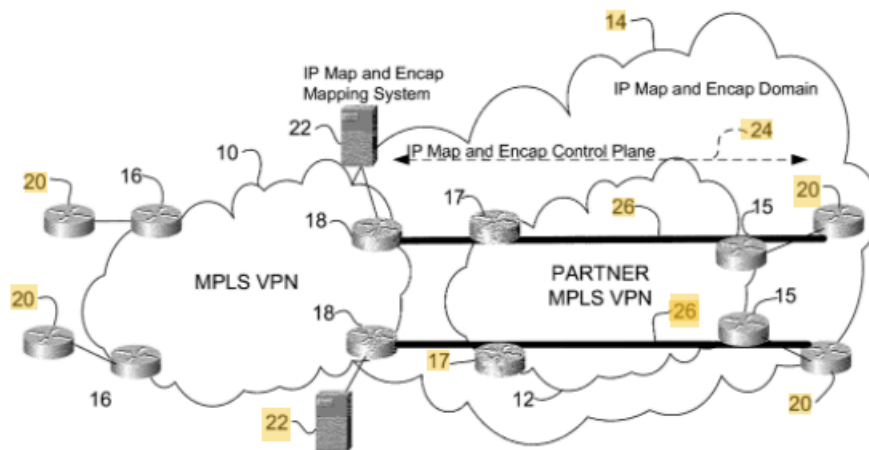 14
IP Map and Encap
Mapping System
IP Map and Encap Domain
22
24
10
IP Map and Encap Control Plane
20
16
17
20
18
26
15
MPLS VPN
PARTNER
MPLS VPN
20
18
15
26
17
16
12
20
22